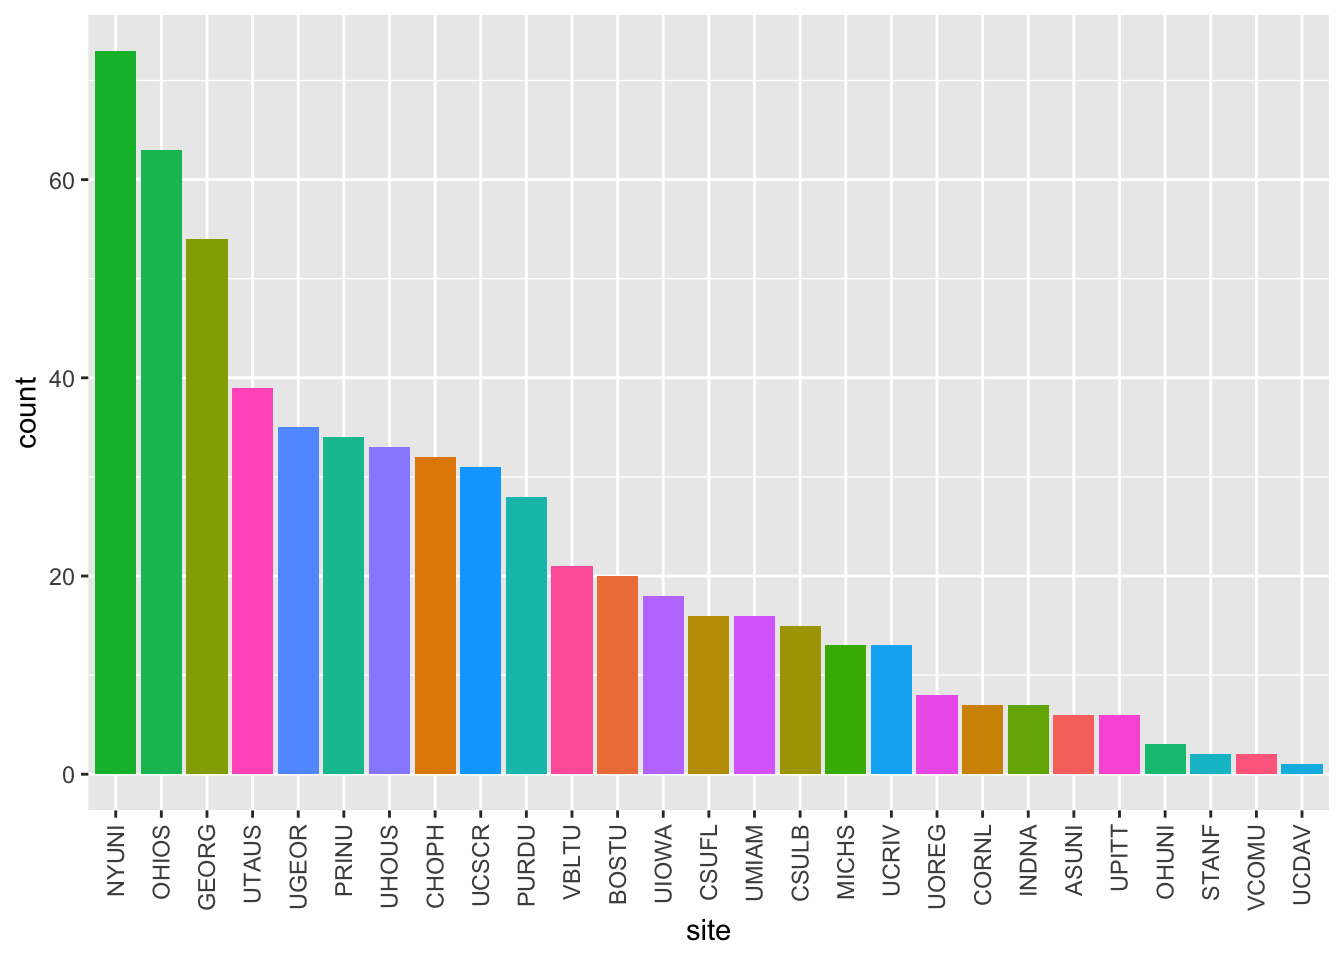 count
60
40
20
0
NYUNI
OHIOS
GEORG
UTAUS
UGEOR
PRINU
UHOUS
CHOPH
UCSCR
PURDU
VBLTU
BOSTU
UIOWA
CSUFL
UMIAM
CSULB
MICHS
UCRIV
UOREG
CORNL
INDNA
ASUNI
UPITT
OHUNI
STANF
VCOMU
UCDAV
site